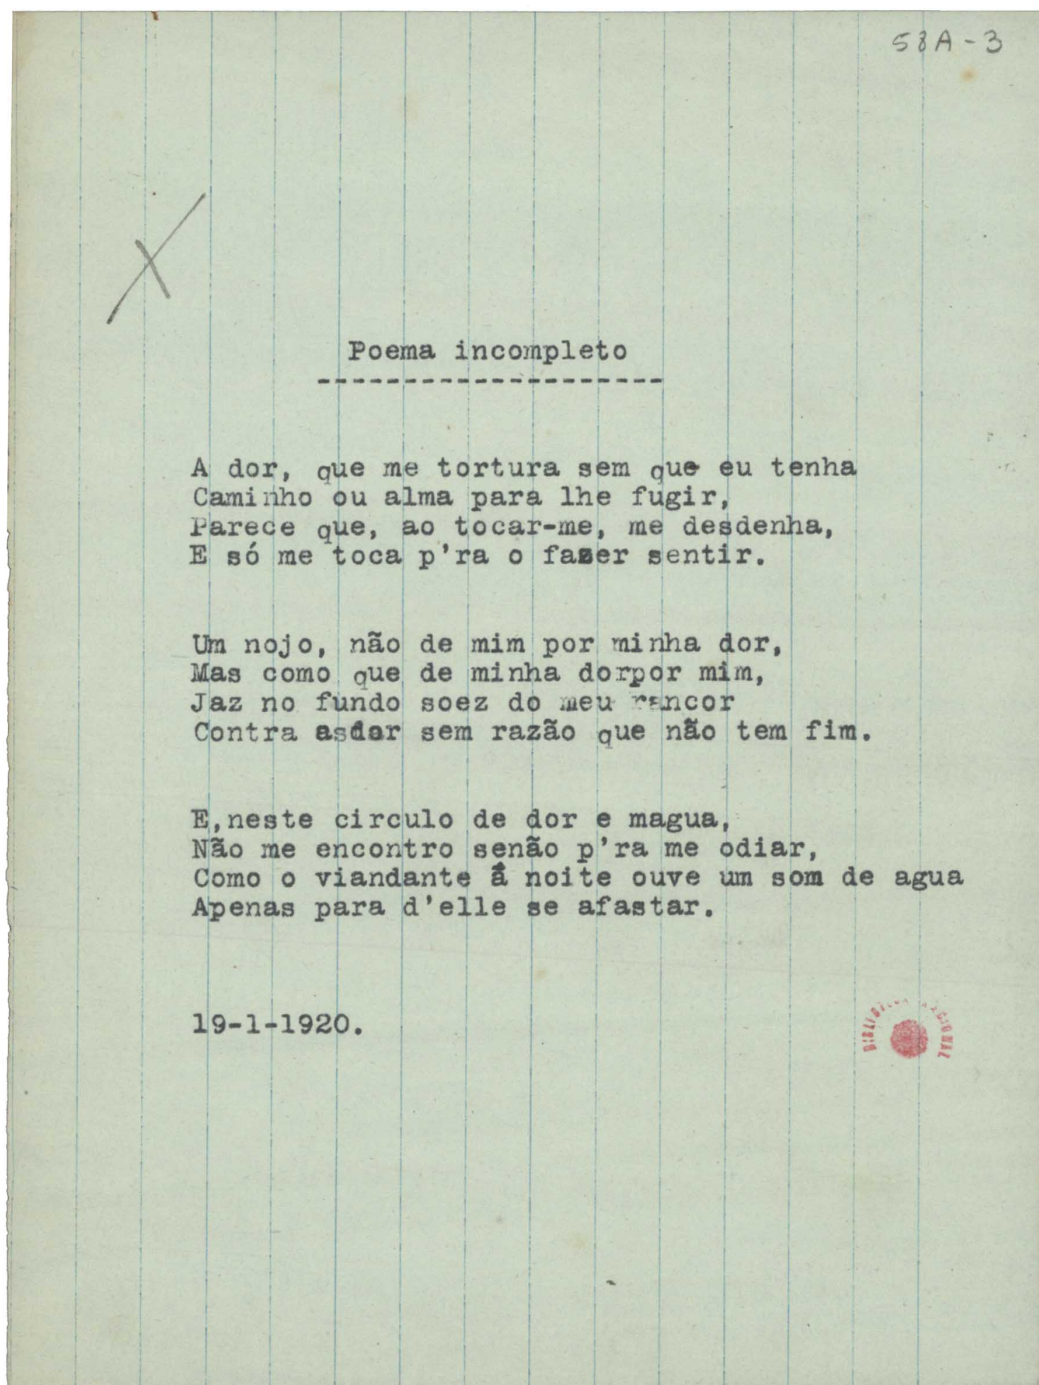 58A-3
X
Poema incompleto
------------------------
A dor, que me tortura sem que eu tenha
Caminho ou alma para lhe fugir,
Parece que, ao tocar-me, me desdenha,
E só me toca p'ra o fazer sentir.
Um nojo, não de mim por minha dor,
Mas como que de minha dorpor mim,
Jaz no fundo soez do meu rancor
Contra asdor sem razão que não tem fim.
E,neste circulo de dor e magua,
Não me encontro senão p'ra me odiar,
Como o viandante á noite ouve um som de agua
Apenas para d'elle se afastar.
19-1-1920.
BIBLIOTECA NACIONAL